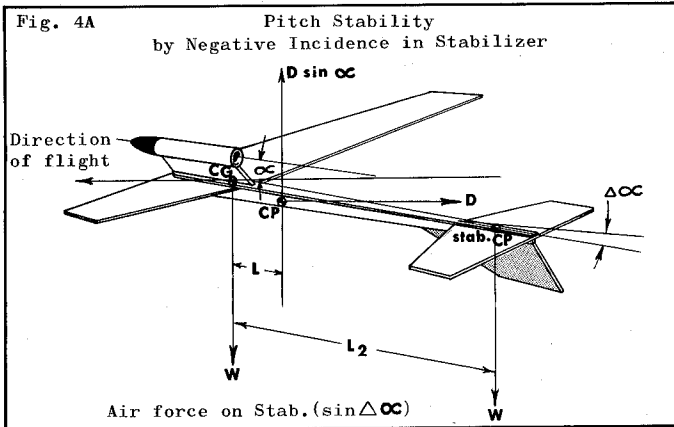 Fig. 4A
Pitch Stability
by Negative Incidence in Stabilizer
D sin ∝
Direction
of flight
CG
∝
CP
D
Δ∝
stab. CP
L
L2
W
W
Air force on Stab.(sin Δ∝)